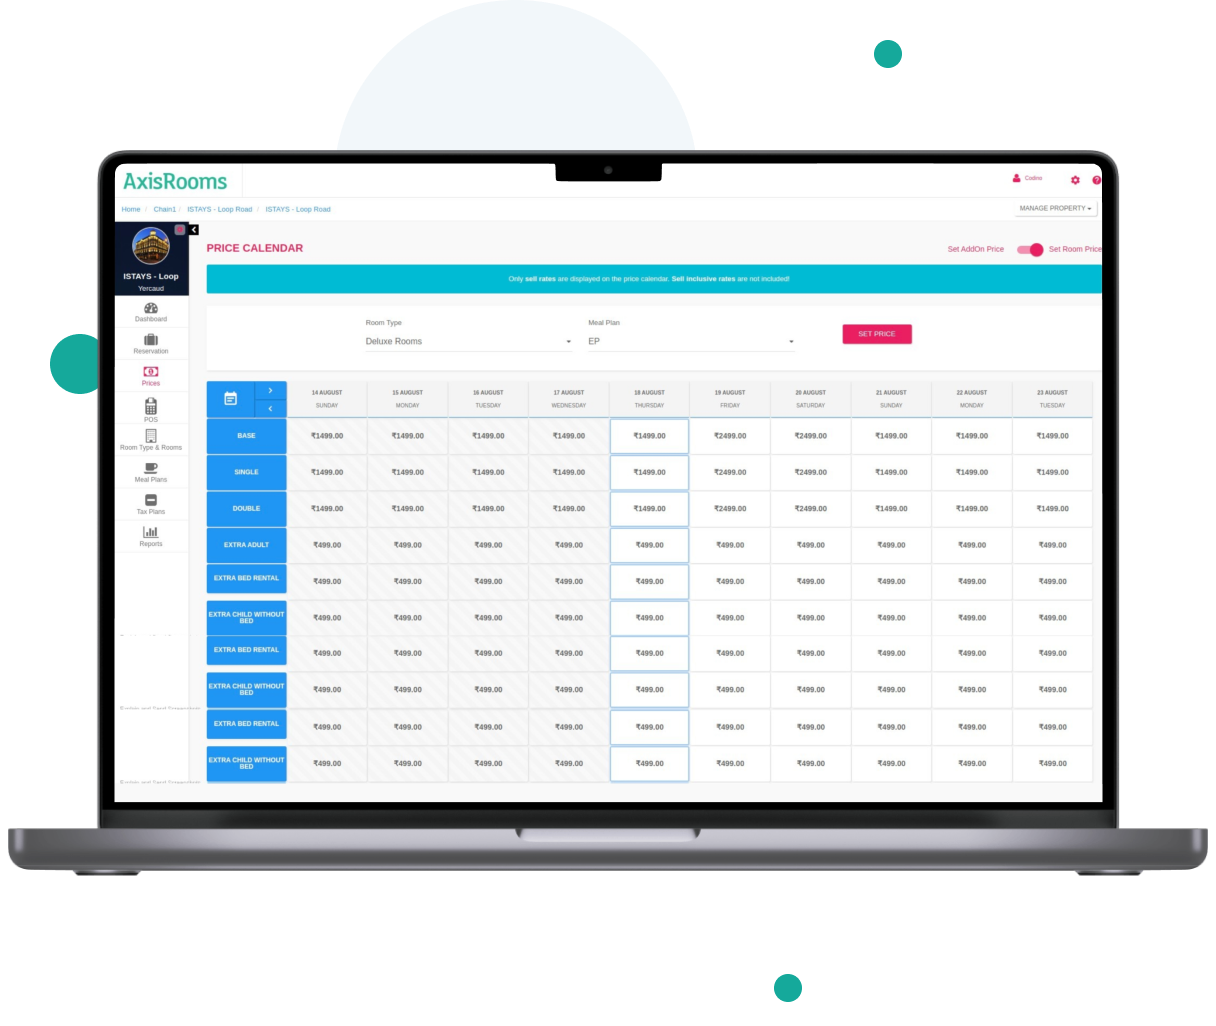 AxisRooms
Codino
Home / Chain1 / ISTAYS - Loop Road / ISTAYS - Loop Road
MANAGE PROPERTY
PRICE CALENDAR
Set AddOn Price
Set Room Price
ISTAYS - Loop
Yercaud
Only sell rates are displayed on the price calendar. Sell inclusive rates are not included!
Dashboard
Reservation
Prices
POS
Room Type & Rooms
Meal Plans
Tax Plans
Reports
Room Type
Meal Plan
Deluxe Rooms
EP
SET PRICE
14 AUGUST 15 AUGUST 16 AUGUST 17 AUGUST 18 AUGUST 19 AUGUST 20 AUGUST 21 AUGUST 22 AUGUST 23 AUGUST
SUNDAY MONDAY TUESDAY WEDNESDAY THURSDAY FRIDAY SATURDAY SUNDAY MONDAY TUESDAY
BASE ₹1499.00 ₹1499.00 ₹1499.00 ₹1499.00 ₹1499.00 ₹2499.00 ₹2499.00 ₹1499.00 ₹1499.00 ₹1499.00
SINGLE ₹1499.00 ₹1499.00 ₹1499.00 ₹1499.00 ₹1499.00 ₹2499.00 ₹2499.00 ₹1499.00 ₹1499.00 ₹1499.00
DOUBLE ₹1499.00 ₹1499.00 ₹1499.00 ₹1499.00 ₹1499.00 ₹2499.00 ₹2499.00 ₹1499.00 ₹1499.00 ₹1499.00
EXTRA ADULT ₹499.00 ₹499.00 ₹499.00 ₹499.00 ₹499.00 ₹499.00 ₹499.00 ₹499.00 ₹499.00 ₹499.00
EXTRA BED RENTAL ₹499.00 ₹499.00 ₹499.00 ₹499.00 ₹499.00 ₹499.00 ₹499.00 ₹499.00 ₹499.00 ₹499.00
EXTRA CHILD WITHOUT BED ₹499.00 ₹499.00 ₹499.00 ₹499.00 ₹499.00 ₹499.00 ₹499.00 ₹499.00 ₹499.00 ₹499.00
EXTRA BED RENTAL ₹499.00 ₹499.00 ₹499.00 ₹499.00 ₹499.00 ₹499.00 ₹499.00 ₹499.00 ₹499.00 ₹499.00
EXTRA CHILD WITHOUT BED ₹499.00 ₹499.00 ₹499.00 ₹499.00 ₹499.00 ₹499.00 ₹499.00 ₹499.00 ₹499.00 ₹499.00
EXTRA BED RENTAL ₹499.00 ₹499.00 ₹499.00 ₹499.00 ₹499.00 ₹499.00 ₹499.00 ₹499.00 ₹499.00 ₹499.00
EXTRA CHILD WITHOUT BED ₹499.00 ₹499.00 ₹499.00 ₹499.00 ₹499.00 ₹499.00 ₹499.00 ₹499.00 ₹499.00 ₹499.00